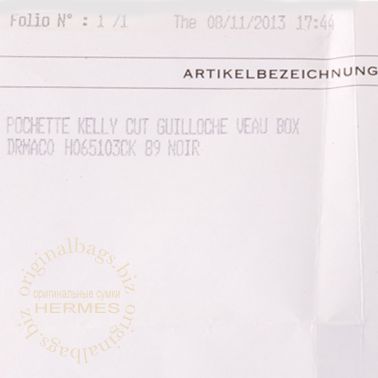 Folio N° : 1 /1 The 08/11/2013 17:44
ARTIKELBEZEICHNUNG
POCHETTE KELLY CUT GUILLOCHE VEAU BOX
DRMACO H065103CK 89 NOIR
originalbags.biz
оригинальные сумки
HERMES
originalbags.biz